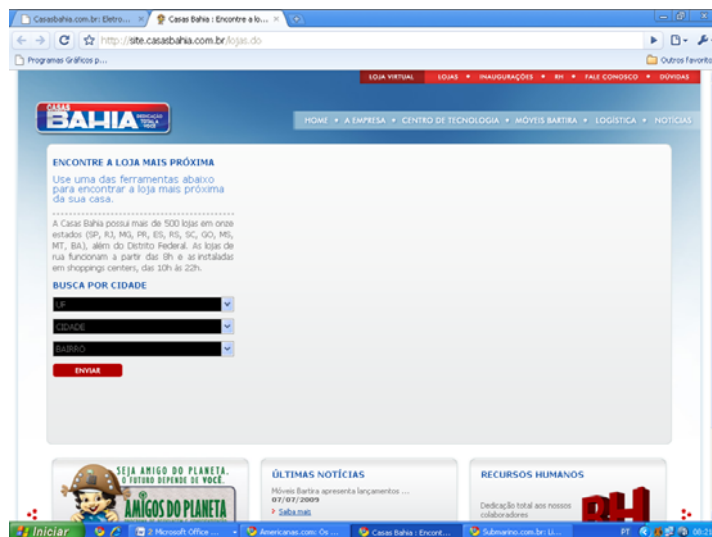 Casasbahia.com.br: Eletro...
Casas Bahia : Encontre a lo...
http://site.casasbahia.com.br/lojas.do
Programas Gráficos p...
Outros favorito
LOJA VIRTUAL LOJAS • INAUGURAÇÕES • RH • FALE CONOSCO • DÚVIDAS
CASAS
BAHIA
DEDICAÇÃO
TOTAL A
VOCÊ
HOME • A EMPRESA • CENTRO DE TECNOLOGIA • MÓVEIS BARTIRA • LOGÍSTICA • NOTÍCIAS
ENCONTRE A LOJA MAIS PRÓXIMA
Use uma das ferramentas abaixo
para encontrar a loja mais próxima
da sua casa.
A Casas Bahia possui mais de 500 lojas em onze
estados (SP, RJ, MG, PR, ES, RS, SC, GO, MS,
MT, BA), além do Distrito Federal. As lojas de
rua funcionam a partir das 8h e as instaladas
em shoppings centers, das 10h às 22h.
BUSCA POR CIDADE
UF
CIDADE
BAIRRO
ENVIAR
SEJA AMIGO DO PLANETA.
O FUTURO DEPENDE DE VOCÊ.
AMIGOS DO PLANETA
ÚLTIMAS NOTÍCIAS
Móveis Bartira apresenta lançamentos ...
07/07/2009
Saiba mais
RECURSOS HUMANOS
Dedicação total aos nossos
colaboradores
RH
Iniciar
2 Microsoft Office ...
Americanas.com: Os ...
Casas Bahia : Encont...
Submarino.com.br: Li...
PT
08:21